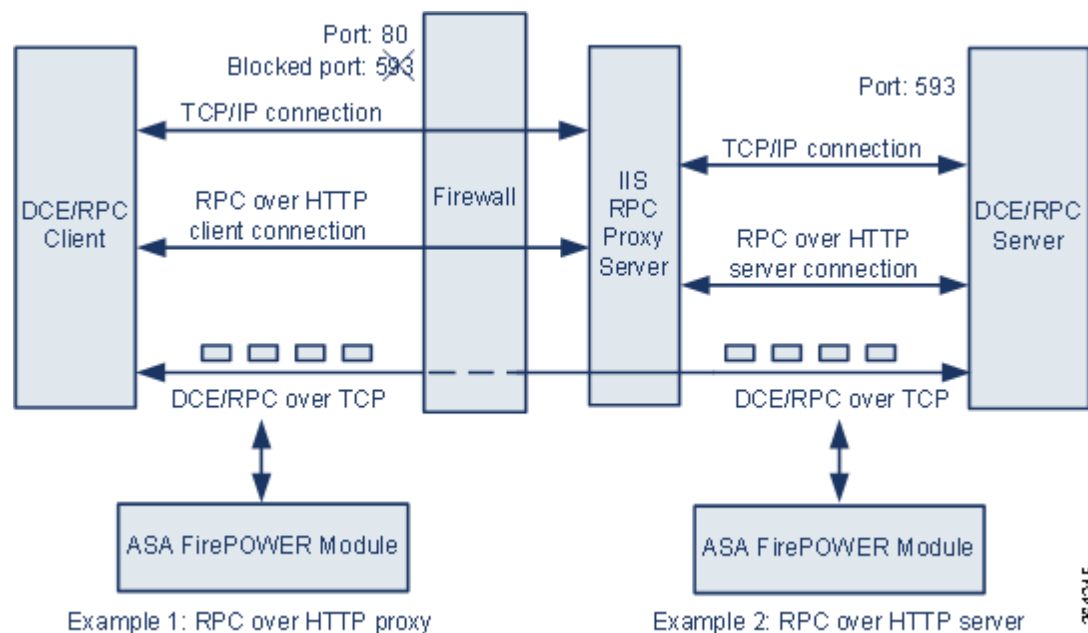 Port: 80
Blocked port: 593
Port: 593
TCP/IP connection
TCP/IP connection
DCE/RPC
Client
RPC over HTTP
client connection
Firewall
IIS
RPC
Proxy
Server
RPC over HTTP
server connection
DCE/RPC
Server
DCE/RPC over TCP
DCE/RPC over TCP
ASA FirePOWER Module
ASA FirePOWER Module
Example 1: RPC over HTTP proxy
Example 2: RPC over HTTP server